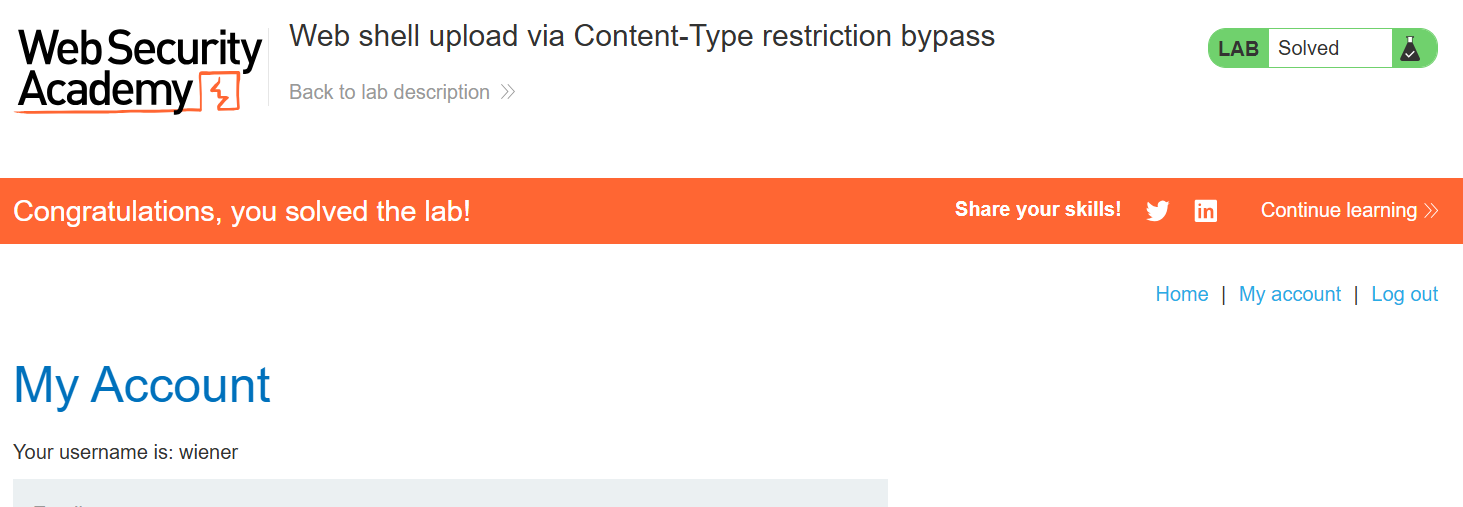 Web Security
Academy
Web shell upload via Content-Type restriction bypass
Back to lab description
LAB Solved
Congratulations, you solved the lab!
Share your skills!
Continue learning
Home | My account | Log out
My Account
Your username is: wiener